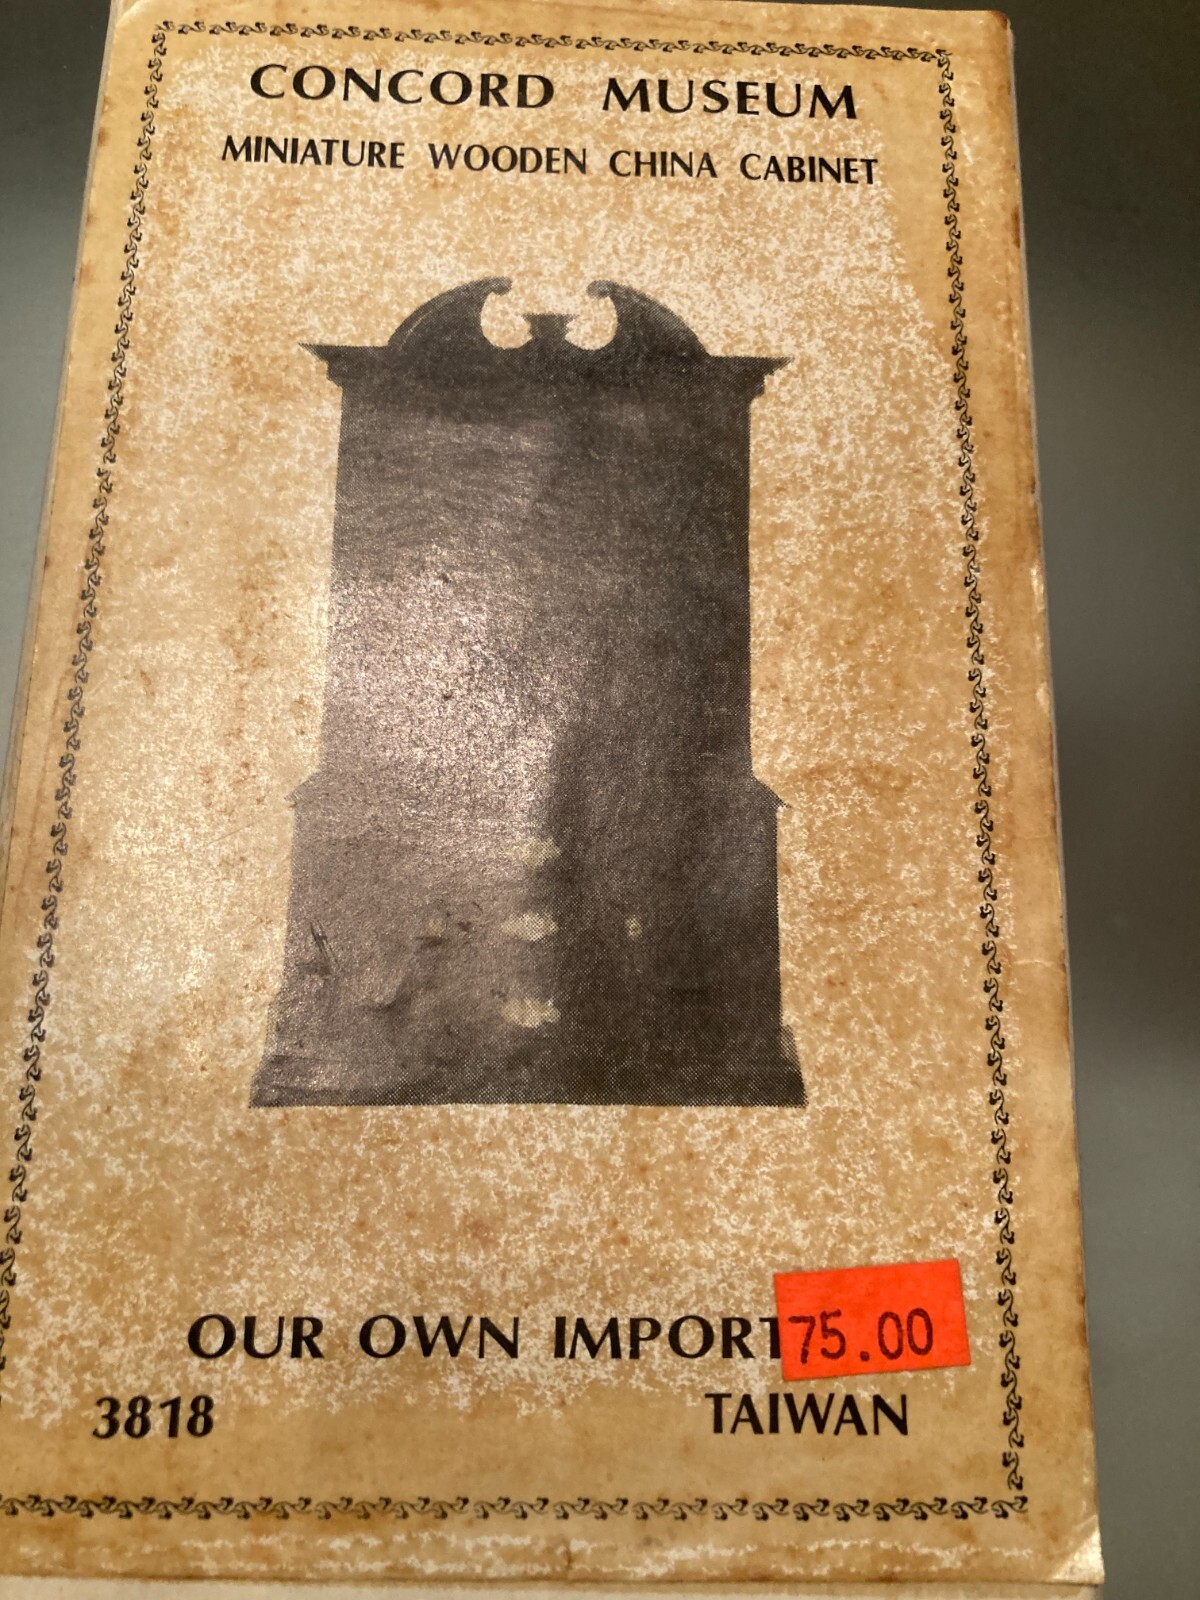 CONCORD MUSEUM
MINIATURE WOODEN CHINA CABINET
OUR OWN IMPORT
75.00
3818
TAIWAN